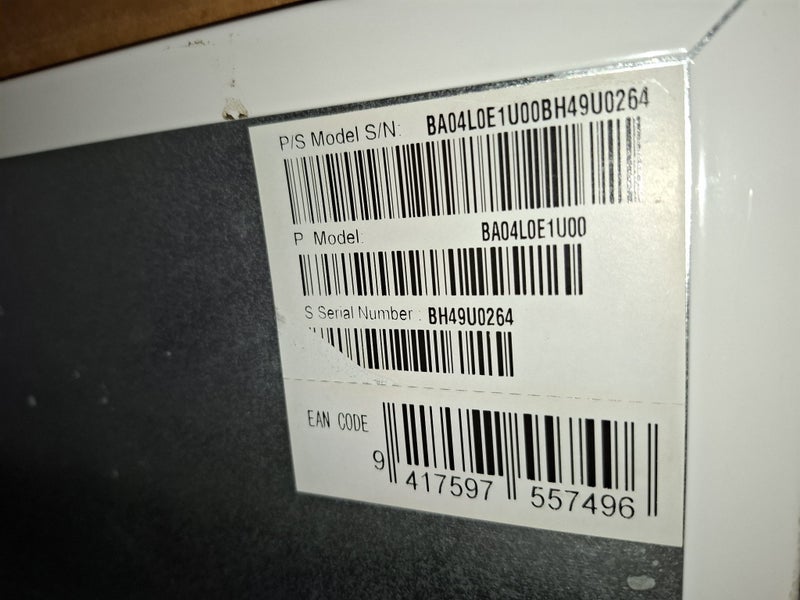 P/S Model S/N: BA04L0E1U00BH49U0264
P Model: BA04L0E1U00
S Serial Number : BH49U0264
EAN CODE
9 417597 557496